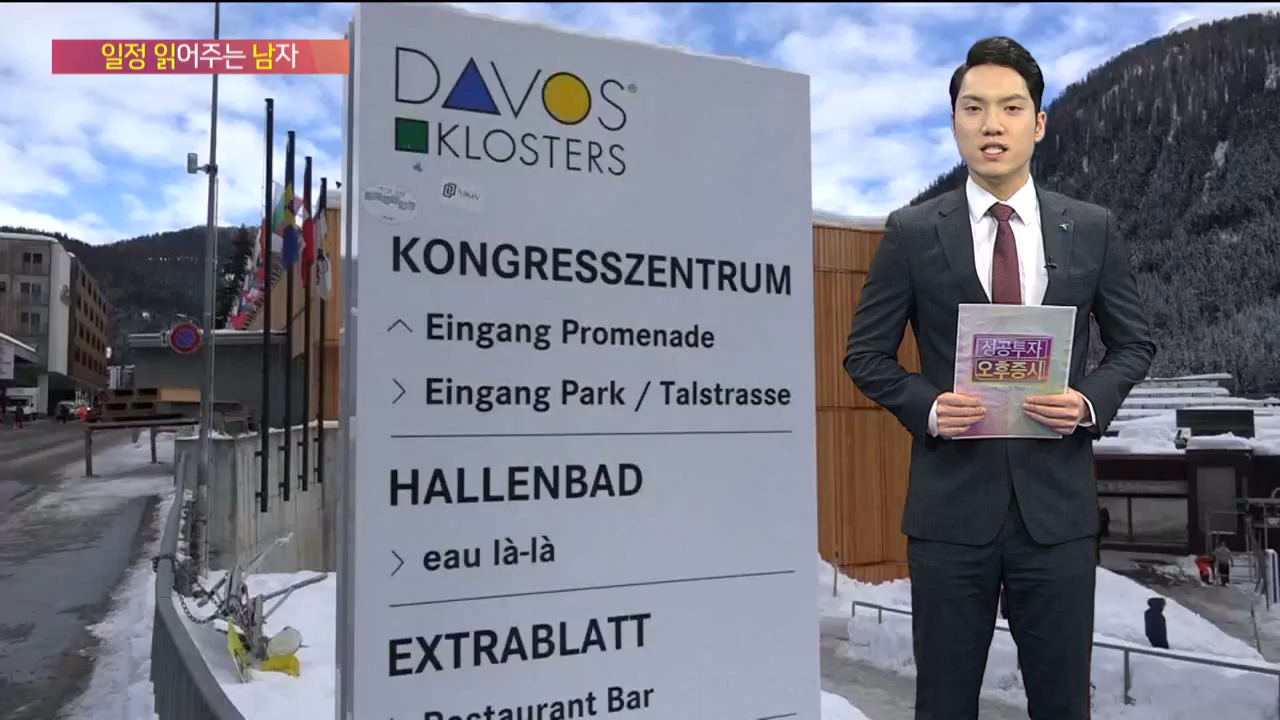 일정 읽어주는 남자
DAVOS®
KLOSTERS
KONGRESSZENTRUM
Eingang Promenade
Eingang Park / Talstrasse
HALLENBAD
eau là-là
EXTRABLATT
Restaurant Bar
성공투자
오후증시